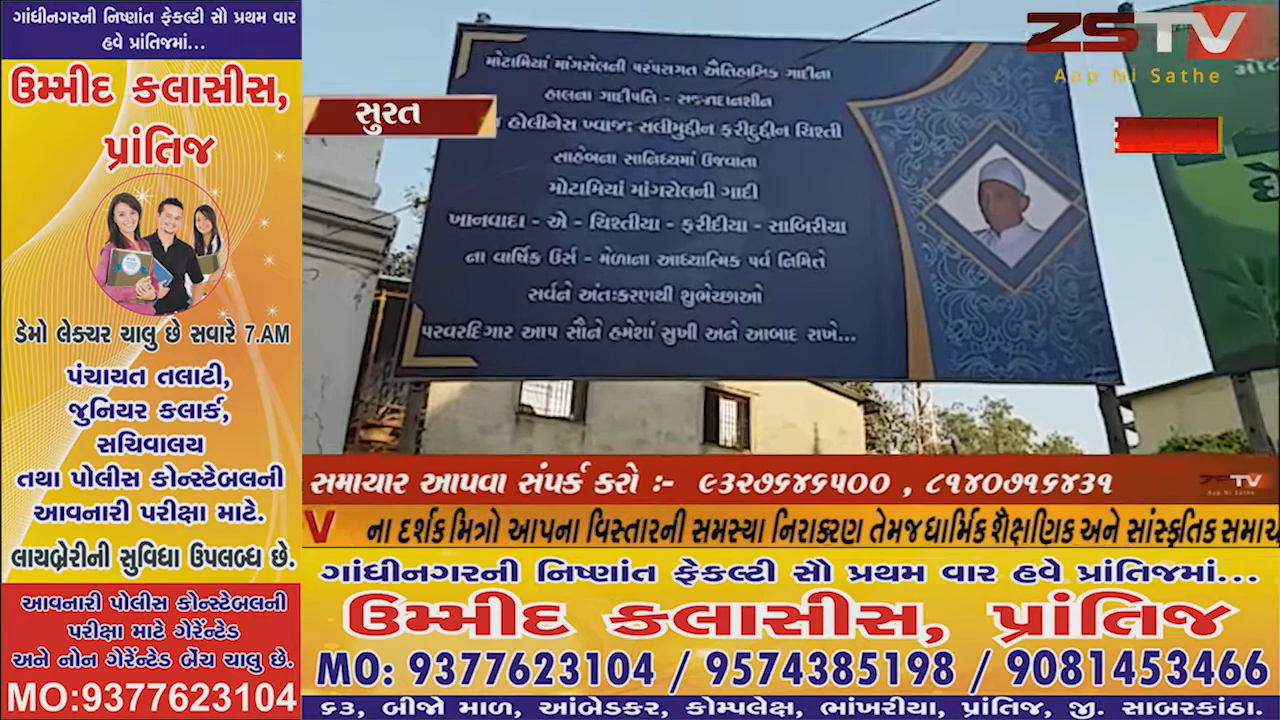 ગાંધીનગરની નિષ્ણાંત ફેકલ્ટી સૌ પ્રથમ વાર
હવે પ્રાંતિજમાં...
ઉમ્મીદ કલાસીસ,
પ્રાંતિજ
ડેમો લેક્ચર ચાલુ છે સવારે 7.AM
પંચાયત તલાટી,
જુનિયર કલાર્ક,
સચિવાલય
તથા પોલીસ કોન્સ્ટેબલની
આવનારી પરીક્ષા માટે.
લાયબ્રેરીની સુવિધા ઉપલબ્ધ છે.
આવનારી પોલીસ કોન્સ્ટેબલની
પરીક્ષા માટે ગેરેંન્ટેડ
અને નોન ગેરેંન્ટેડ બેંચ ચાલુ છે.
MO:9377623104
ZSTV
Aap Ni Sathe
સુરત
મોટામિયાં માંગરોલની પરંપરાગત ઐતિહાસિક ગાદીના
હાલના ગાદીપતિ - સજ્જાદાનશીન
હોલીનેસ ખ્વાજા સલીમુદ્દીન ફરીદુદ્દીન ચિશ્તી
સાહેબના સાનિધ્યમાં ઉજવાતા
મોટામિયાં માંગરોલની ગાદી
ખાનવાદા - એ - ચિશ્તીયા - ફરીદીયા - સાબિરીયા
ના વાર્ષિક ઉર્સ - મેળાના આધ્યાત્મિક પર્વ નિમિતે
સર્વને અંતઃકરણથી શુભેચ્છાઓ
પરવરદિગાર આપ સૌને હમેશાં સુખી અને આબાદ રાખે...
સમાચાર આપવા સંપર્ક કરો :- ૯૩૨૭૬૪૬૫૦૦ , ૮૧૪૦૭૧૬૪૩૧
ZSTV
Aap Ni Sathe
V ના દર્શક મિત્રો આપના વિસ્તારની સમસ્યા નિરાકરણ તેમજ ધાર્મિક શૈક્ષણિક અને સાંસ્કૃતિક સમાચ
ગાંધીનગરની નિષ્ણાંત ફેકલ્ટી સૌ પ્રથમ વાર હવે પ્રાંતિજમાં...
ઉમ્મીદ કલાસીસ, પ્રાંતિજ
MO: 9377623104 / 9574385198 / 9081453466
૬૩, બીજો માળ, આંબેડકર, કોમ્પલેક્ષ, ભાંખરીયા, પ્રાંતિજ, જી. સાબરકાંઠા.